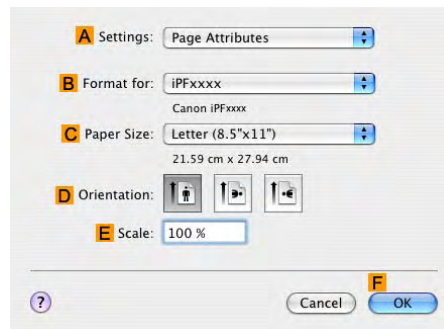 A Settings: Page Attributes
B Format for: iPFxxxx
Canon iPFxxxx
C Paper Size: Letter (8.5"x11")
21.59 cm x 27.94 cm
D Orientation:
E Scale: 100 %
F
? Cancel OK